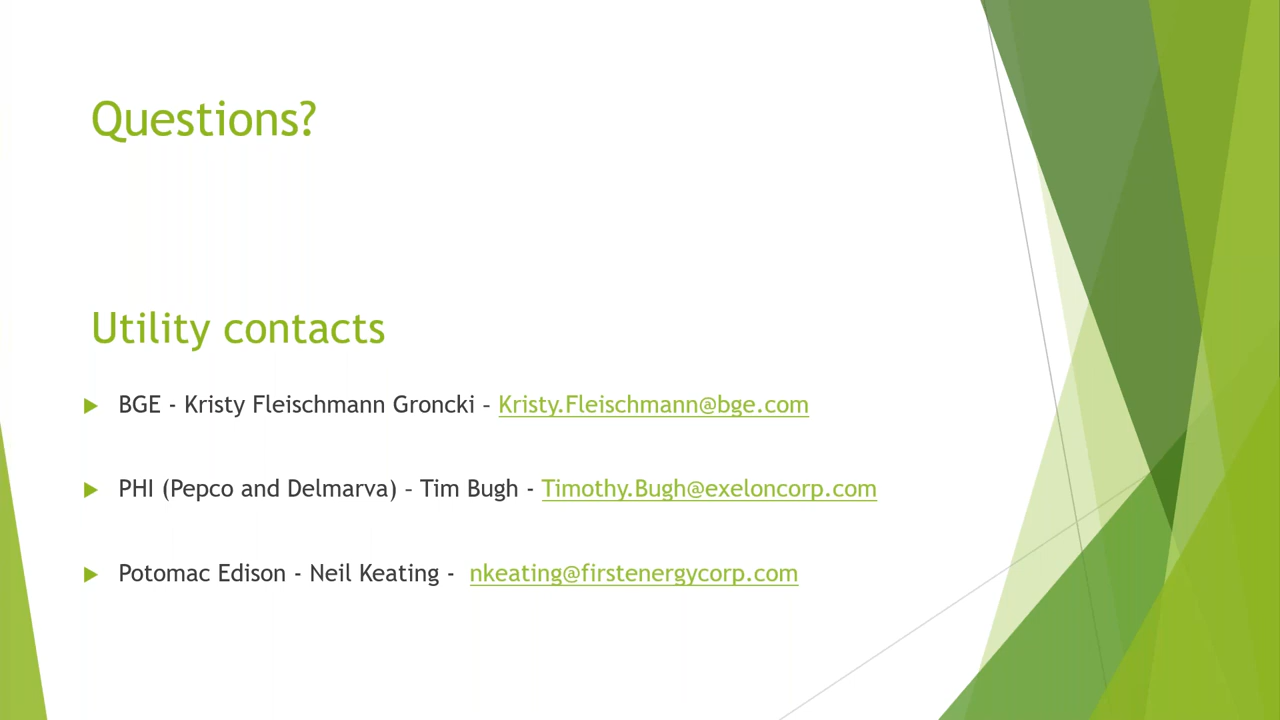 Questions?
Utility contacts
BGE - Kristy Fleischmann Groncki – Kristy.Fleischmann@bge.com
PHI (Pepco and Delmarva) – Tim Bugh - Timothy.Bugh@exeloncorp.com
Potomac Edison - Neil Keating - nkeating@firstenergycorp.com